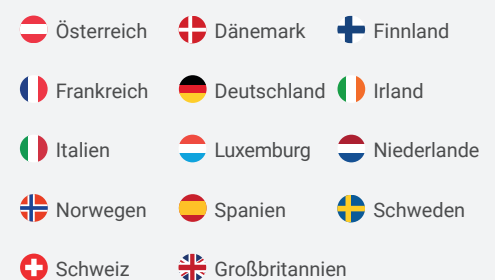 Österreich Dänemark Finnland
Frankreich Deutschland Irland
Italien Luxemburg Niederlande
Norwegen Spanien Schweden
Schweiz Großbritannien